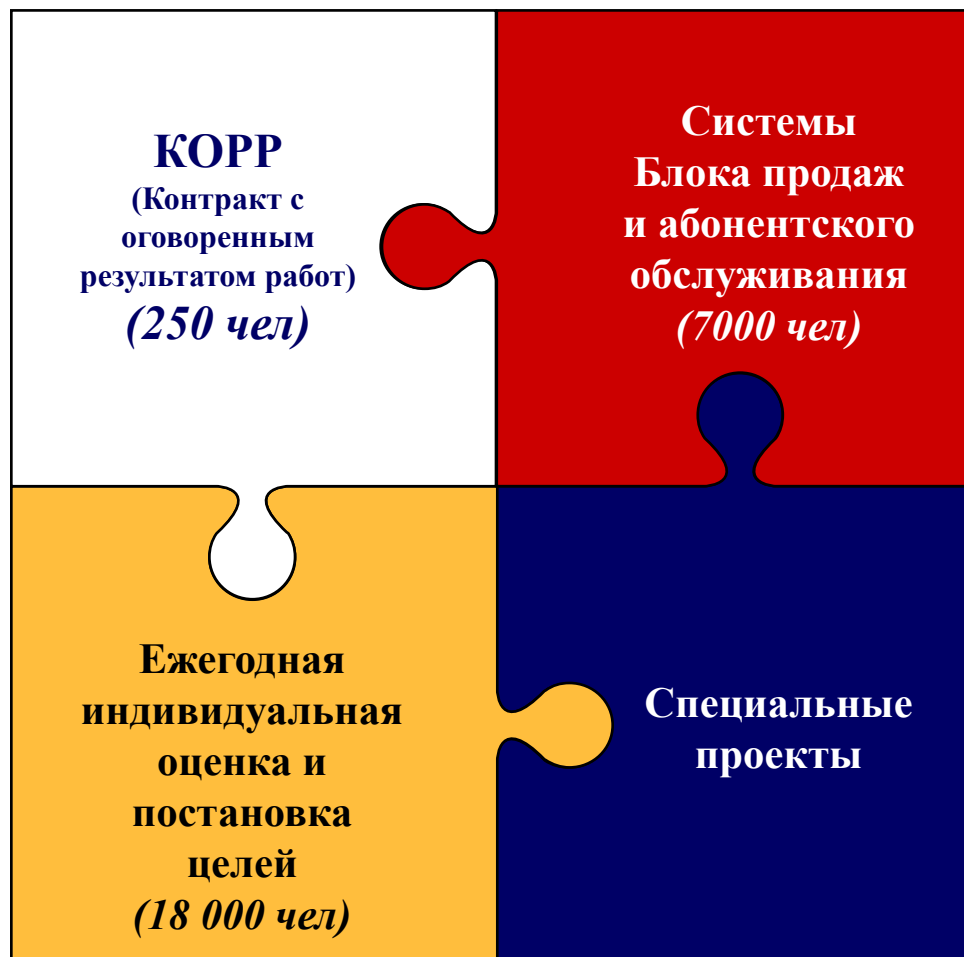 КОРР
(Контракт с
оговоренным
результатом работ)
(250 чел)
Системы
Блока продаж
и абонентского
обслуживания
(7000 чел)
Ежегодная
индивидуальная
оценка и
постановка
целей
(18 000 чел)
Специальные
проекты